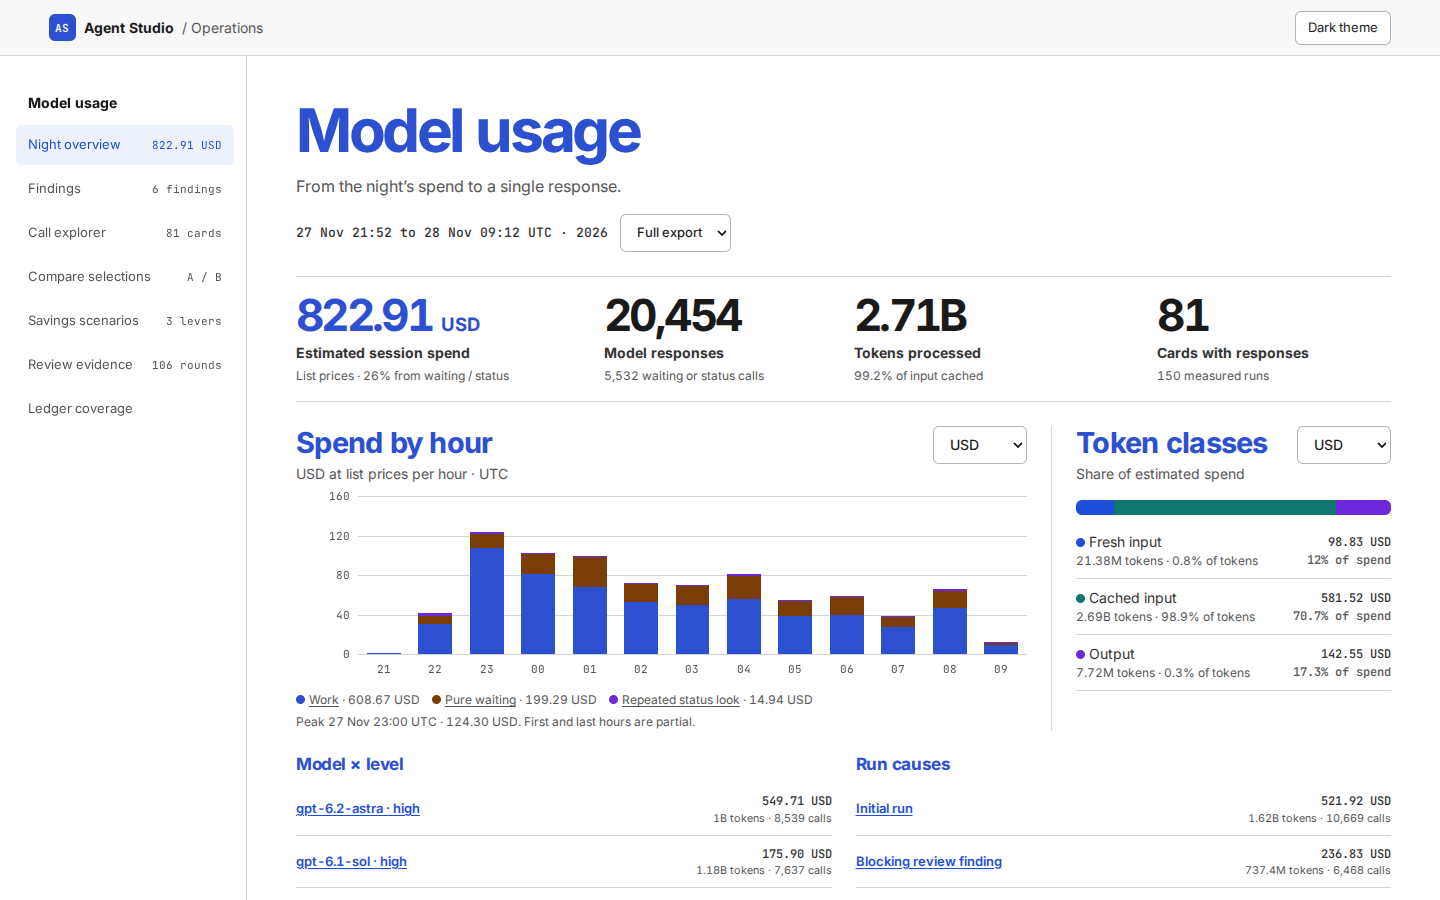 AS Agent Studio / Operations
Dark theme
Model usage
Night overview 822.91 USD
Findings 6 findings
Call explorer 81 cards
Compare selections A / B
Savings scenarios 3 levers
Review evidence 106 rounds
Ledger coverage
Model usage
From the night’s spend to a single response.
27 Nov 21:52 to 28 Nov 09:12 UTC · 2026 Full export
822.91 USD
Estimated session spend
List prices · 26% from waiting / status
20,454
Model responses
5,532 waiting or status calls
2.71B
Tokens processed
99.2% of input cached
81
Cards with responses
150 measured runs
Spend by hour
USD
USD at list prices per hour · UTC
160
120
80
40
0
21 22 23 00 01 02 03 04 05 06 07 08 09
Work · 608.67 USD Pure waiting · 199.29 USD Repeated status look · 14.94 USD
Peak 27 Nov 23:00 UTC · 124.30 USD. First and last hours are partial.
Token classes
USD
Share of estimated spend
Fresh input 98.83 USD
21.38M tokens · 0.8% of tokens 12% of spend
Cached input 581.52 USD
2.69B tokens · 98.9% of tokens 70.7% of spend
Output 142.55 USD
7.72M tokens · 0.3% of tokens 17.3% of spend
Model × level
gpt-6.2-astra · high 549.71 USD
1B tokens · 8,539 calls
gpt-6.1-sol · high 175.90 USD
1.18B tokens · 7,637 calls
Run causes
Initial run 521.92 USD
1.62B tokens · 10,669 calls
Blocking review finding 236.83 USD
737.4M tokens · 6,468 calls